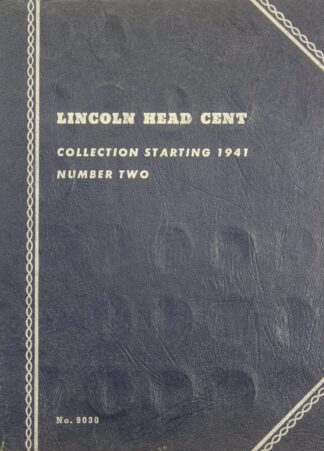 LINCOLN HEAD CENT
COLLECTION STARTING 1941
NUMBER TWO
No. 9030